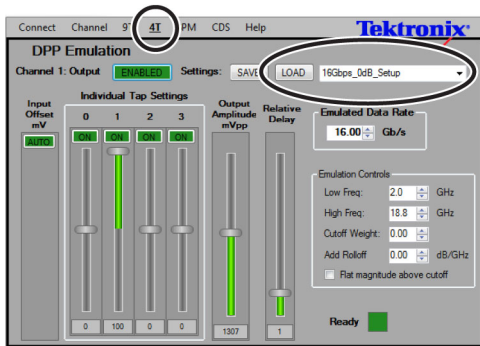 Connect Channel 9T 4T PM CDS Help
Tektronix
DPP Emulation
Channel 1: Output ENABLED Settings: SAVE LOAD 16Gbps_0dB_Setup
Input Offset mV
Individual Tap Settings
Output Amplitude mVpp
Relative Delay
Emulated Data Rate
16.00 Gb/s
0 1 2 3
AUTO ON ON ON ON
Emulation Controls
Low Freq: 2.0 GHz
High Freq: 18.8 GHz
Cutoff Weight: 0.00
Add Rolloff 0.00 dB/GHz
Flat magnitude above cutoff
0 100 0 0 1307 1
Ready